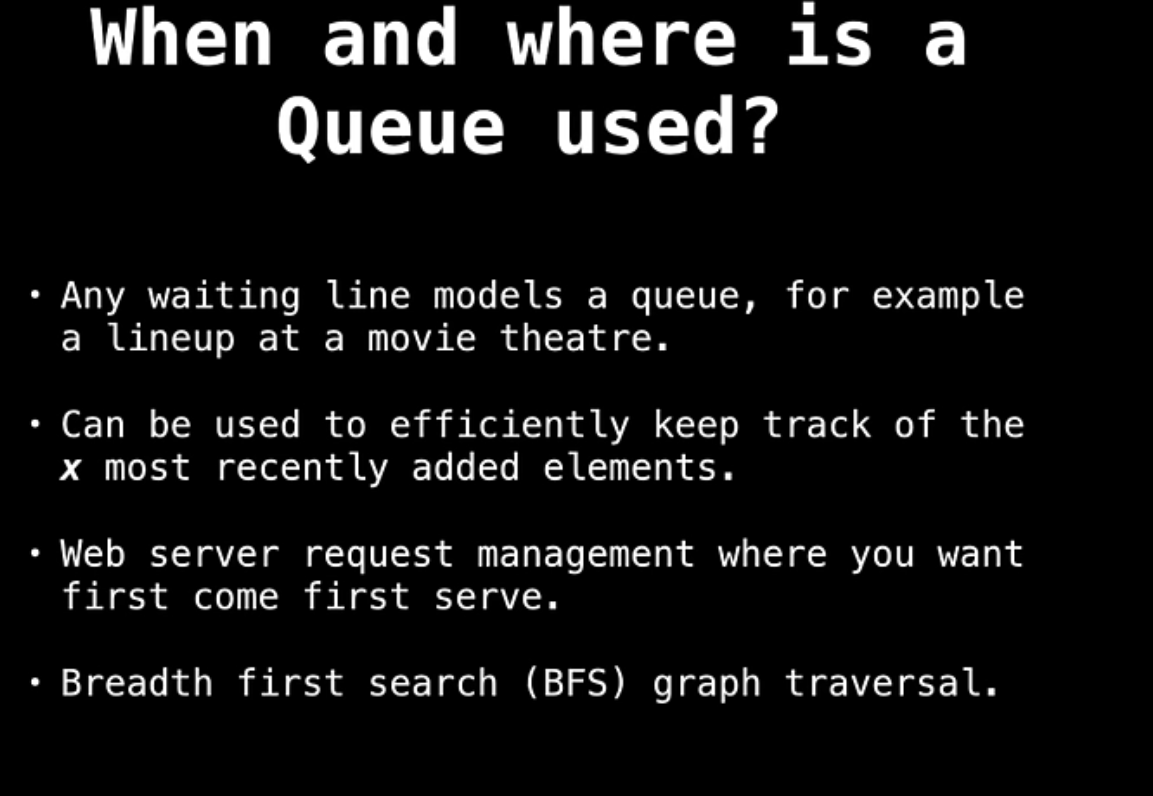 When and where is a
Queue used?
• Any waiting line models a queue, for example
a lineup at a movie theatre.
• Can be used to efficiently keep track of the
x most recently added elements.
• Web server request management where you want
first come first serve.
• Breadth first search (BFS) graph traversal.